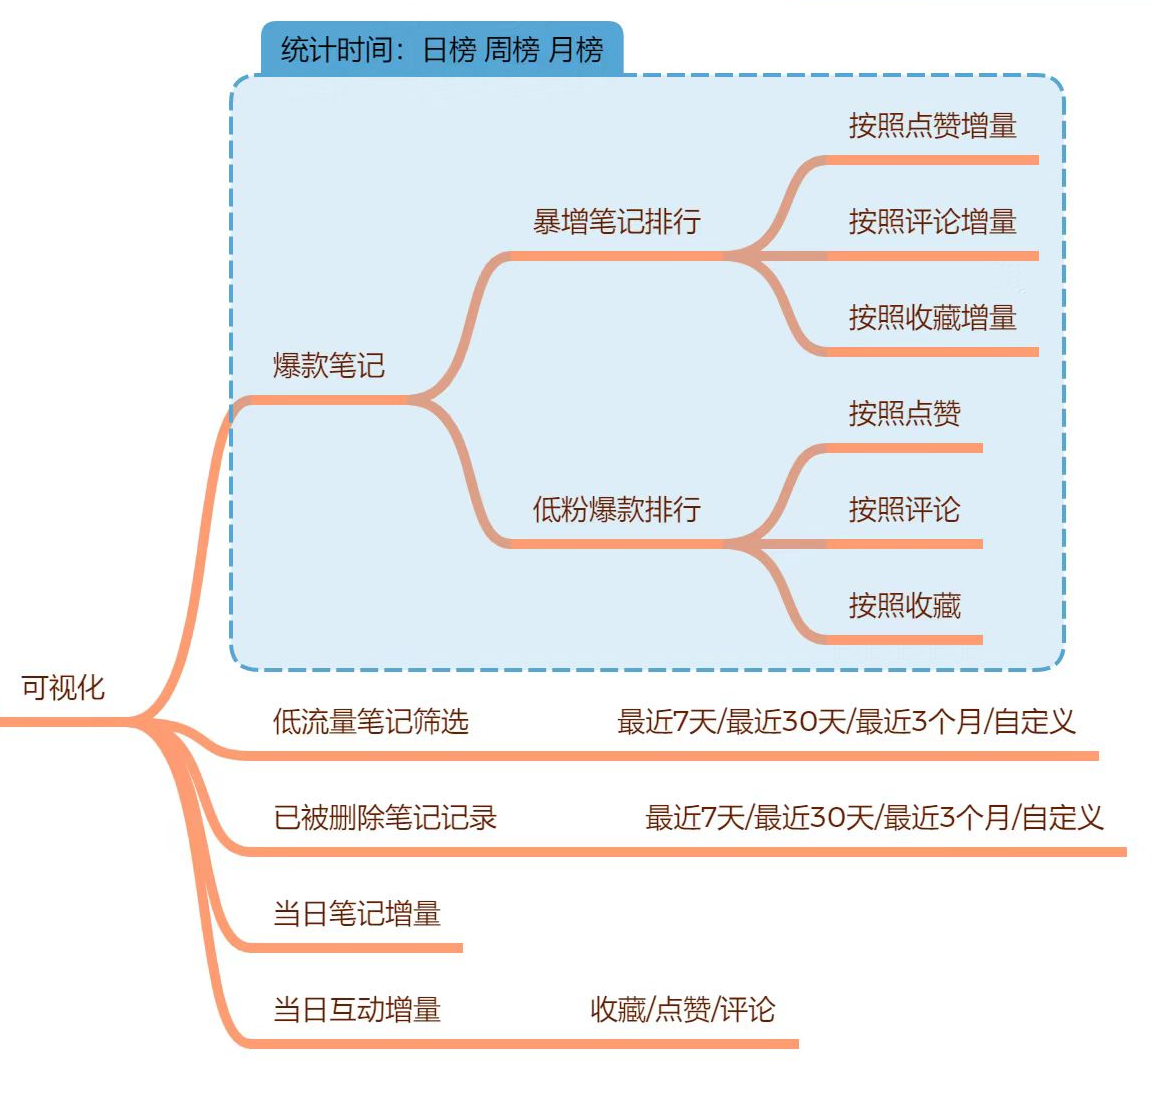 统计时间：日榜 周榜 月榜
按照点赞增量
暴增笔记排行
按照评论增量
按照收藏增量
爆款笔记
按照点赞
低粉爆款排行
按照评论
按照收藏
可视化
低流量笔记筛选 最近7天/最近30天/最近3个月/自定义
已被删除笔记记录 最近7天/最近30天/最近3个月/自定义
当日笔记增量
当日互动增量 收藏/点赞/评论